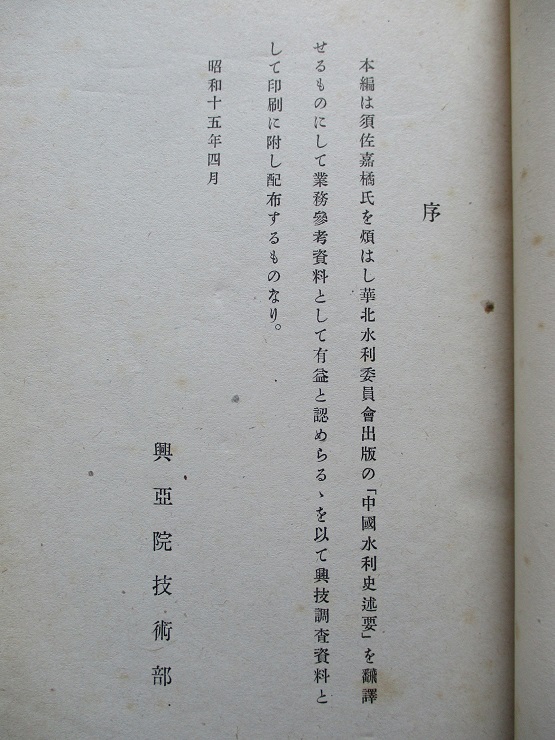 序
本編は須佐嘉橘氏を煩はし華北水利委員會出版の「中國水利史述要」を飜譯
せるものにして業務參考資料として有益と認めらるゝを以て興技調査資料と
して印刷に附し配布するものなり。
昭和十五年四月
興亞院技術部